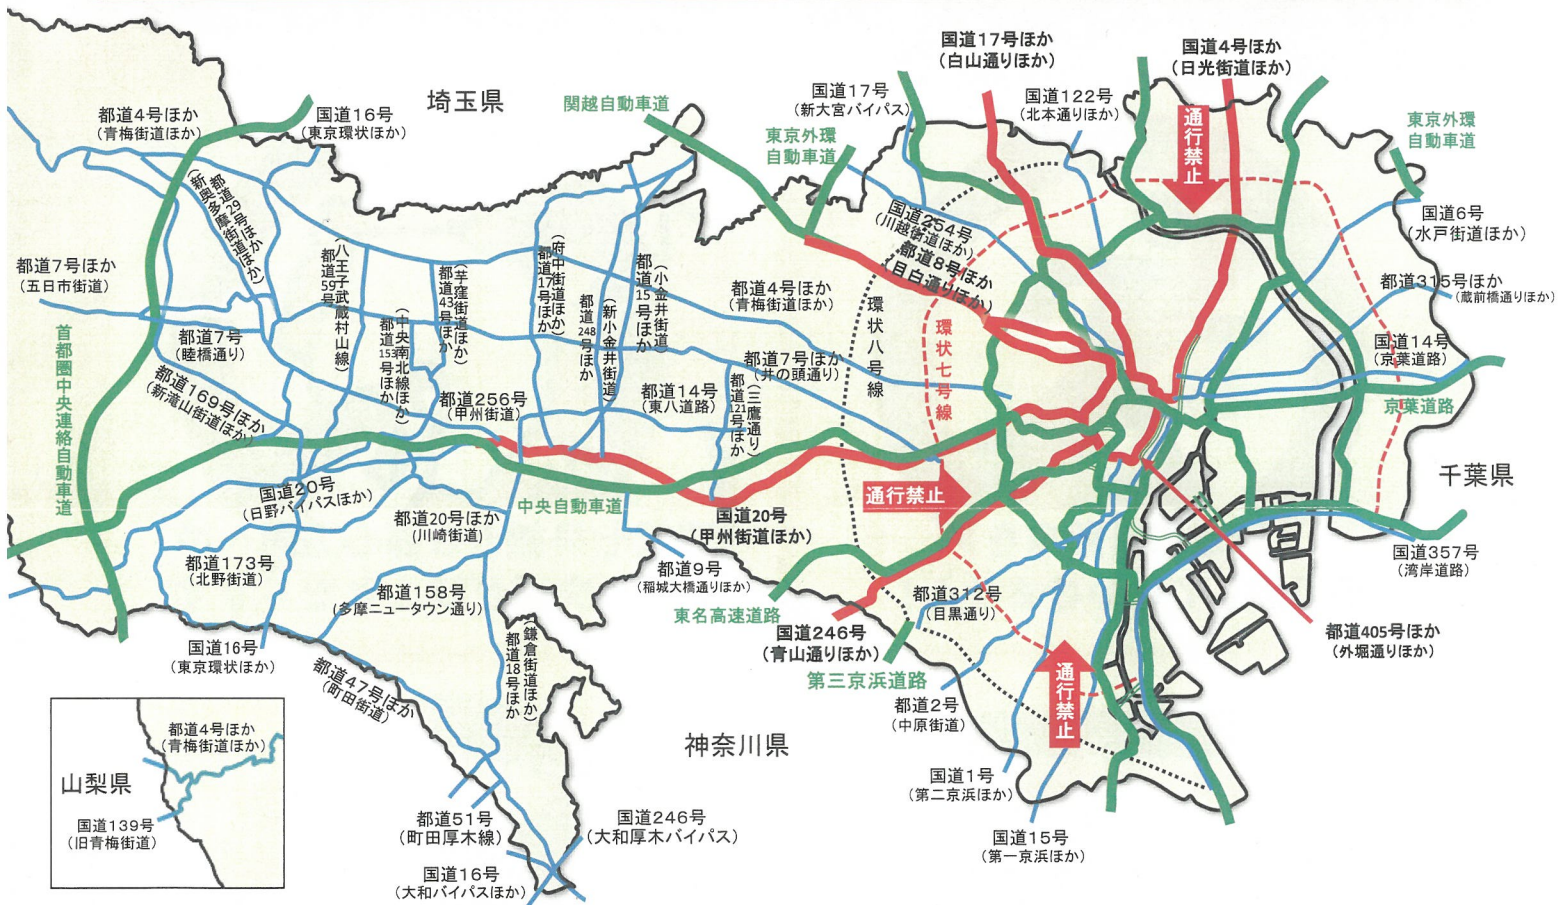 国道17号ほか
(白山通りほか)
国道4号ほか
(日光街道ほか)
埼玉県
関越自動車道
国道17号
(新大宮バイパス)
国道122号
(北本通りほか)
都道4号ほか
(青梅街道ほか)
国道16号
(東京環状ほか)
東京外環
自動車道
通行禁止
東京外環
自動車道
都道29号ほか
(新奥多摩街道ほか)
国道254号
(川越街道ほか)
都道8号ほか
(目白通りほか)
国道6号
(水戸街道ほか)
都道7号ほか
(五日市街道)
(八王子武蔵村山線)
都道59号
(芋窪街道ほか)
都道43号ほか
(府中街道ほか)
都道17号ほか
(小金井街道)
都道15号ほか
都道4号ほか
(青梅街道ほか)
都道315号ほか
(蔵前橋通りほか)
環状八号線
環状七号線
首都圏中央連絡自動車道
都道7号
(睦橋通り)
(中央南北線ほか)
都道153号ほか
(新小金井街道)
都道248号ほか
都道7号ほか
(井の頭通り)
国道14号
(京葉道路)
都道169号ほか
(新滝山街道ほか)
都道256号
(甲州街道)
都道14号
(東八道路)
(三鷹通り)
都道121号ほか
京葉道路
国道20号
(日野バイパスほか)
中央自動車道
通行禁止
千葉県
都道20号ほか
(川崎街道)
国道20号
(甲州街道ほか)
国道357号
(湾岸道路)
都道173号
(北野街道)
都道158号
(多摩ニュータウン通り)
都道9号
(稲城大橋通りほか)
都道312号
(目黒通り)
東名高速道路
国道246号
(青山通りほか)
都道405号ほか
(外堀通りほか)
国道16号
(東京環状ほか)
都道47号ほか
(町田街道)
(鎌倉街道ほか)
都道18号ほか
第三京浜道路
通行禁止
都道2号
(中原街道)
神奈川県
都道4号ほか
(青梅街道ほか)
山梨県
国道139号
(旧青梅街道)
国道1号
(第二京浜ほか)
都道51号
(町田厚木線)
国道246号
(大和厚木バイパス)
国道15号
(第一京浜ほか)
国道16号
(大和バイパスほか)